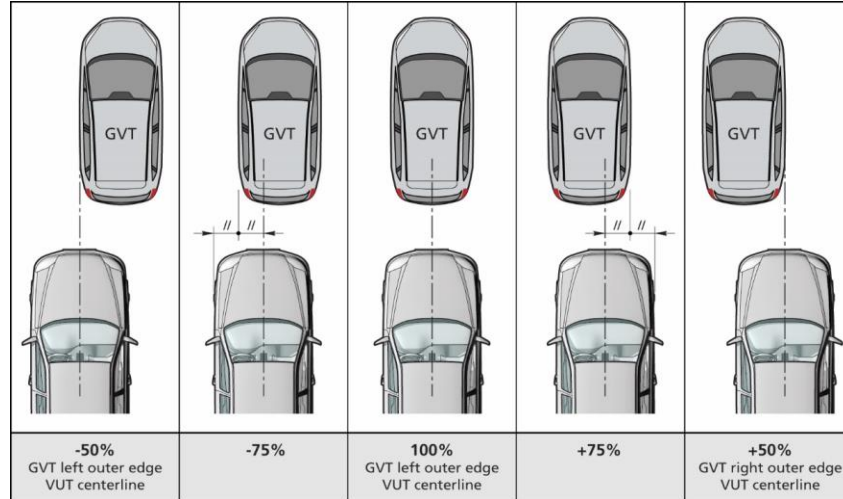 GVT
GVT
GVT
GVT
GVT
//
//
//
//
-50%
GVT left outer edge
VUT centerline
-75%
100%
GVT left outer edge
VUT centerline
+75%
+50%
GVT right outer edge
VUT centerline